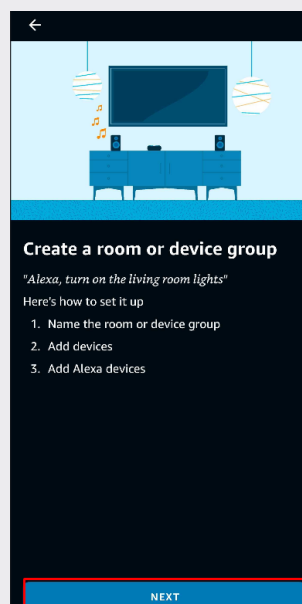 Create a room or device group
"Alexa, turn on the living room lights"
Here's how to set it up
1. Name the room or device group
2. Add devices
3. Add Alexa devices
NEXT